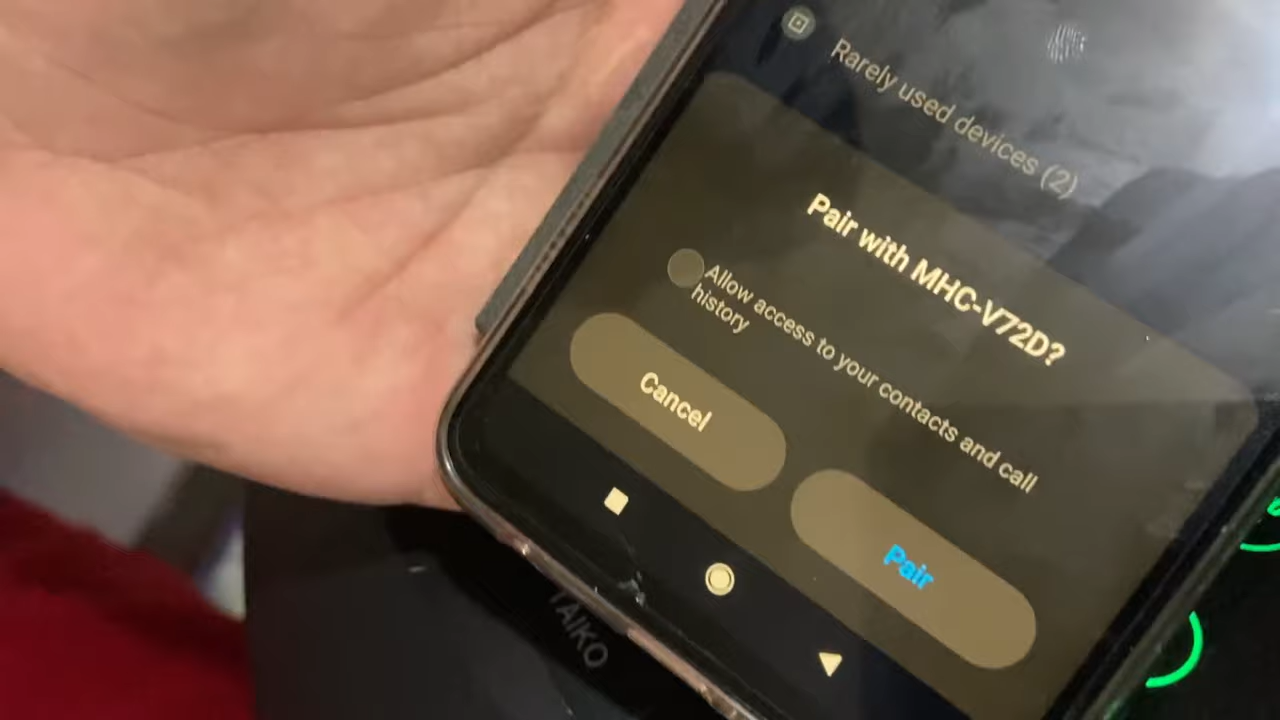 Rarely used devices (2)
Pair with MHC-V72D?
Allow access to your contacts and call
history
Cancel
Pair
TAIKO